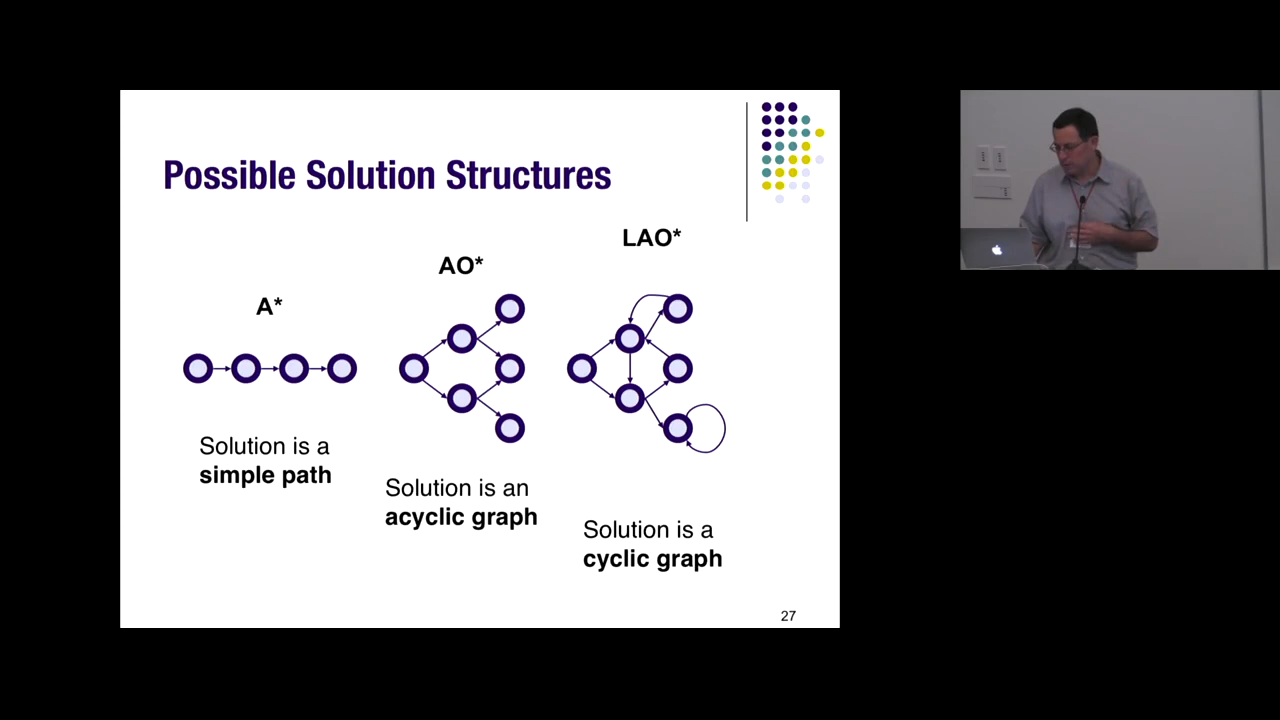 Possible Solution Structures
A*
AO*
LAO*
Solution is a
simple path
Solution is an
acyclic graph
Solution is a
cyclic graph
27